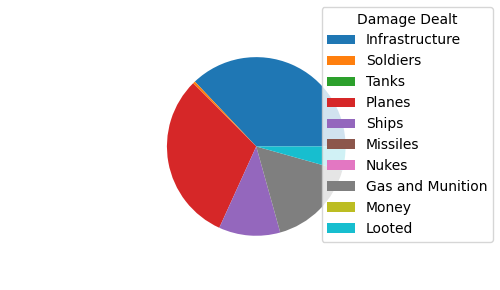 Damage Dealt
Infrastructure
Soldiers
Tanks
Planes
Ships
Missiles
Nukes
Gas and Munition
Money
Looted